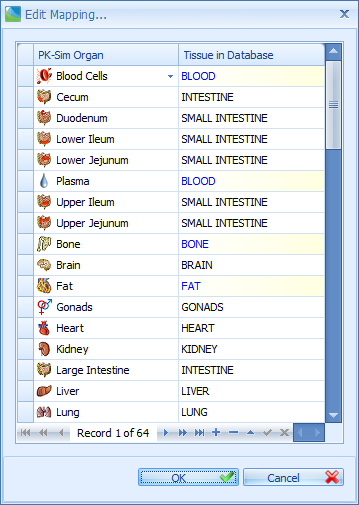 Edit Mapping...
PK-Sim Organ Tissue in Database
Blood Cells BLOOD
Cecum INTESTINE
Duodenum SMALL INTESTINE
Lower Ileum SMALL INTESTINE
Lower Jejunum SMALL INTESTINE
Plasma BLOOD
Upper Ileum SMALL INTESTINE
Upper Jejunum SMALL INTESTINE
Bone BONE
Brain BRAIN
Fat FAT
Gonads GONADS
Heart HEART
Kidney KIDNEY
Large Intestine INTESTINE
Liver LIVER
Lung LUNG
Record 1 of 64
OK Cancel